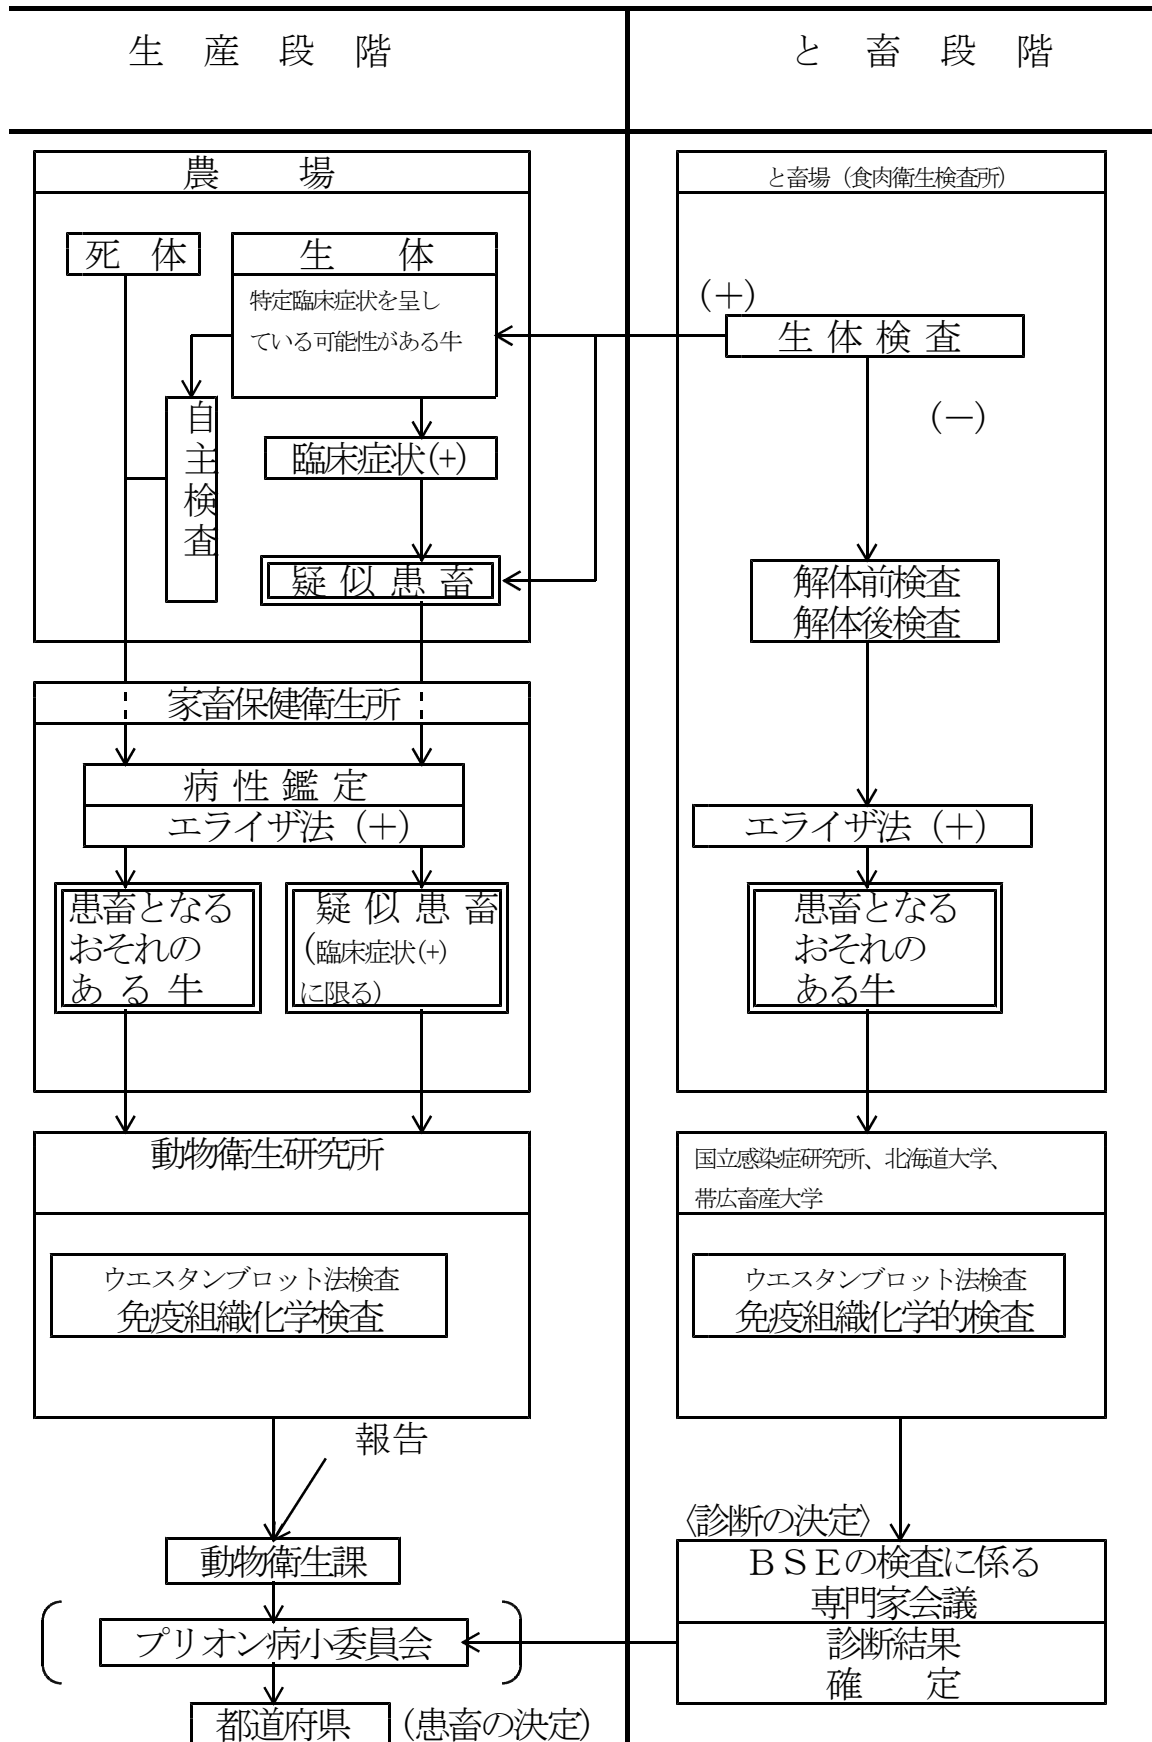 生産段階
と畜段階
農場
死体
生体
特定臨床症状を呈し
ている可能性がある牛
自主検査
臨床症状(+)
疑似患畜
家畜保健衛生所
病性鑑定
エライザ法（＋）
患畜となる
おそれの
ある牛
疑似患畜
(臨床症状(+)
に限る)
動物衛生研究所
ウエスタンブロット法検査
免疫組織化学検査
報告
動物衛生課
プリオン病小委員会
都道府県
（患畜の決定）
と畜場（食肉衛生検査所）
（＋）
生体検査
（－）
解体前検査
解体後検査
エライザ法（＋）
患畜となる
おそれの
ある牛
国立感染症研究所、北海道大学、
帯広畜産大学
ウエスタンブロット法検査
免疫組織化学的検査
〈診断の決定〉
ＢＳＥの検査に係る
専門家会議
診断結果
確定